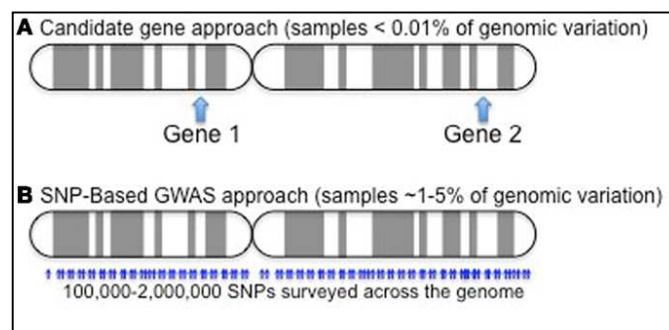 A Candidate gene approach (samples < 0.01% of genomic variation)
Gene 1 Gene 2
B SNP-Based GWAS approach (samples ~1-5% of genomic variation)
100,000-2,000,000 SNPs surveyed across the genome